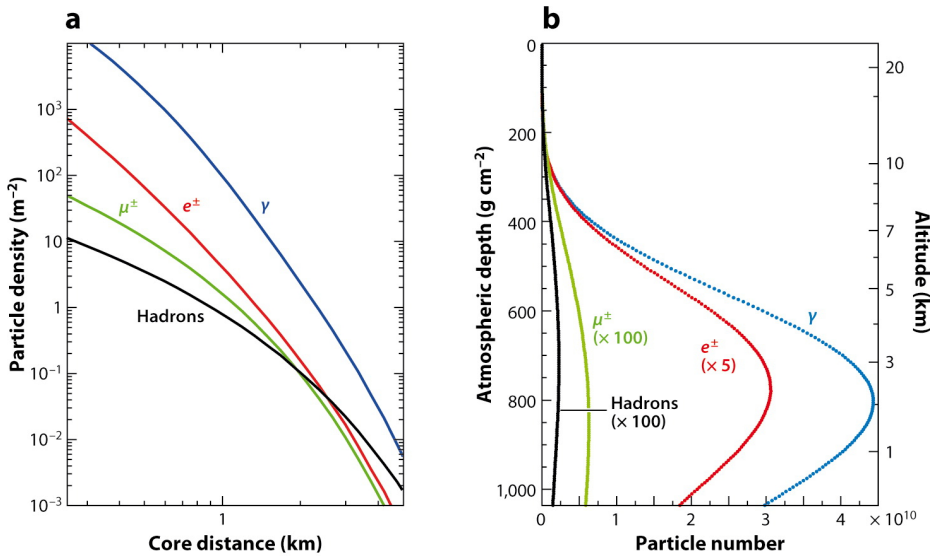 a
10³
10²
10
1
10⁻¹
10⁻²
10⁻³
Particle density (m⁻²)
γ
e±
μ±
Hadrons
1
Core distance (km)
b
0
200
400
600
800
1,000
Atmospheric depth (g cm⁻²)
20
10
7
5
3
1
Altitude (km)
γ
μ±
(× 100)
e±
(× 5)
Hadrons
(× 100)
0
1
2
3
4
× 10¹⁰
Particle number